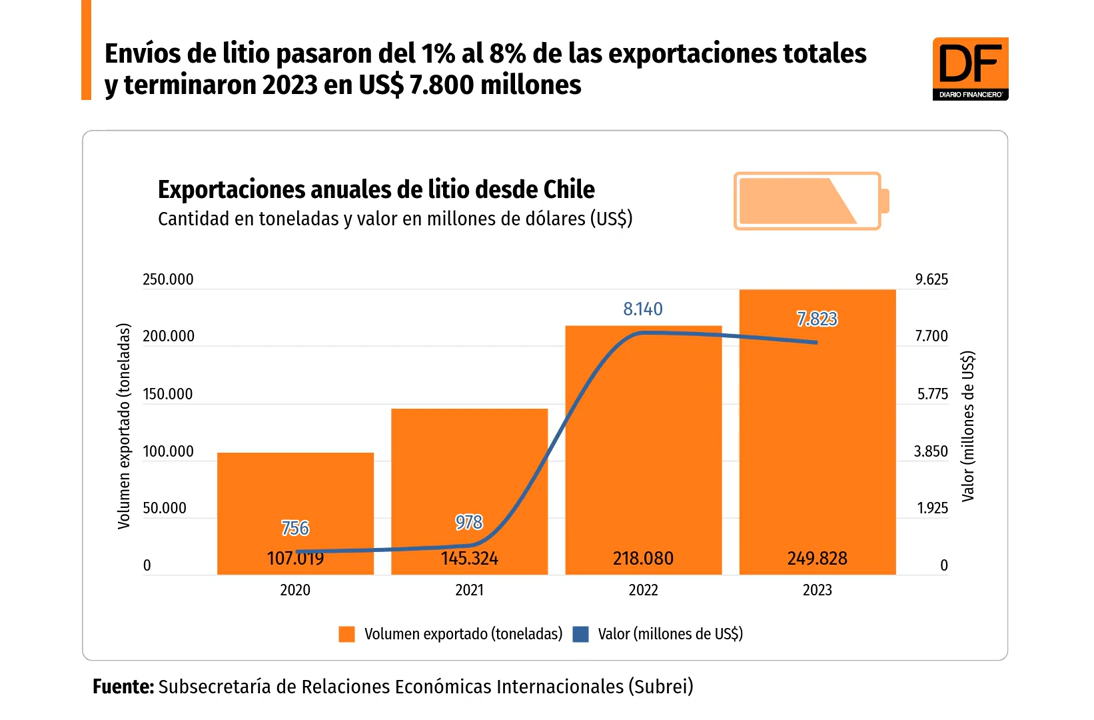 Envíos de litio pasaron del 1% al 8% de las exportaciones totales
y terminaron 2023 en US$ 7.800 millones
DF
DIARIO FINANCIERO
Exportaciones anuales de litio desde Chile
Cantidad en toneladas y valor en millones de dólares (US$)
250.000
200.000
150.000
100.000
50.000
0
Volumen exportado (toneladas)
9.625
7.700
5.775
3.850
1.925
0
Valor (millones de US$)
756
978
8.140
7.823
107.019
145.324
218.080
249.828
2020
2021
2022
2023
Volumen exportado (toneladas)
Valor (millones de US$)
Fuente: Subsecretaría de Relaciones Económicas Internacionales (Subrei)